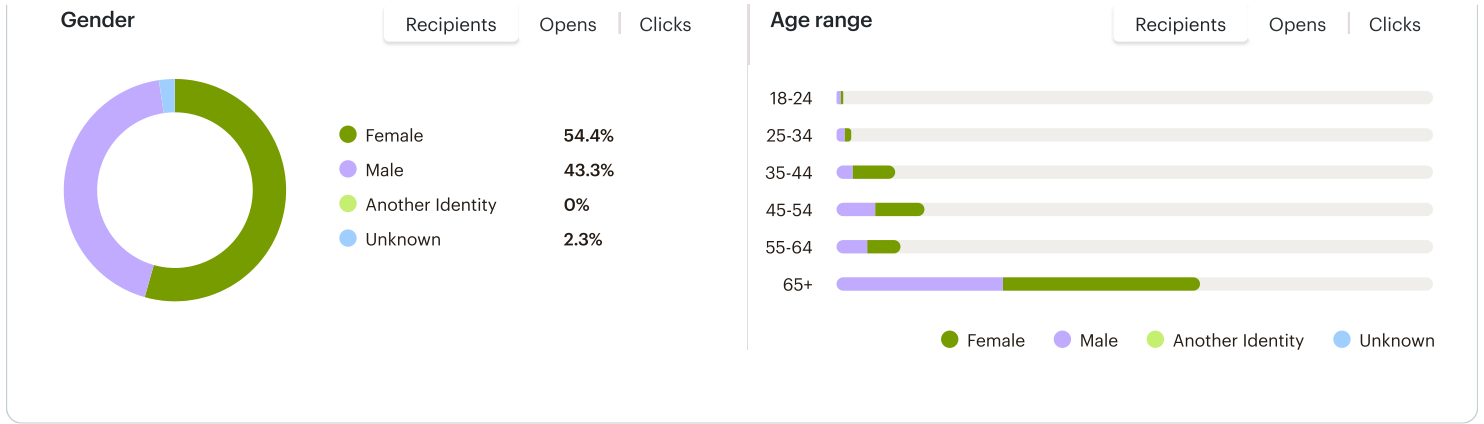 Gender
Recipients Opens Clicks
Female 54.4%
Male 43.3%
Another Identity 0%
Unknown 2.3%
Age range
Recipients Opens Clicks
18-24
25-34
35-44
45-54
55-64
65+
Female Male Another Identity Unknown